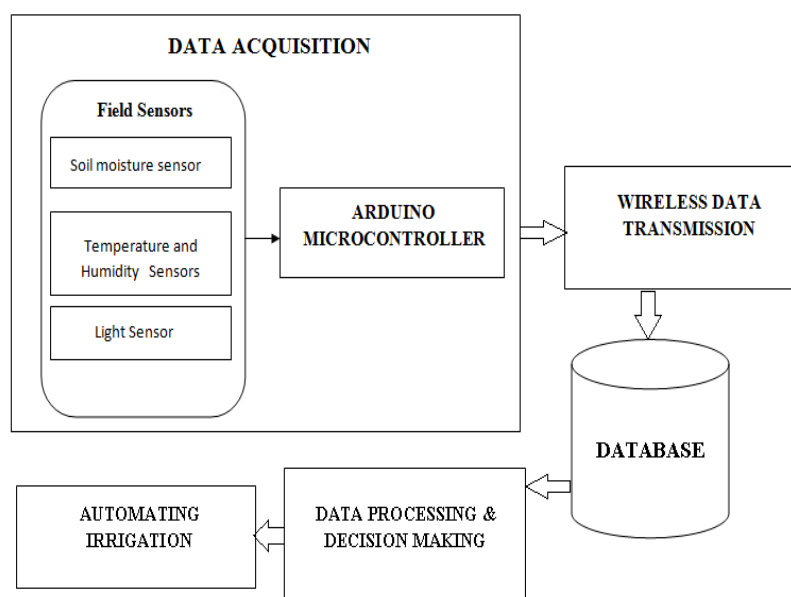 DATA ACQUISITION
Field Sensors
Soil moisture sensor
Temperature and
Humidity Sensors
Light Sensor
ARDUINO
MICROCONTROLLER
WIRELESS DATA
TRANSMISSION
DATABASE
DATA PROCESSING &
DECISION MAKING
AUTOMATING
IRRIGATION